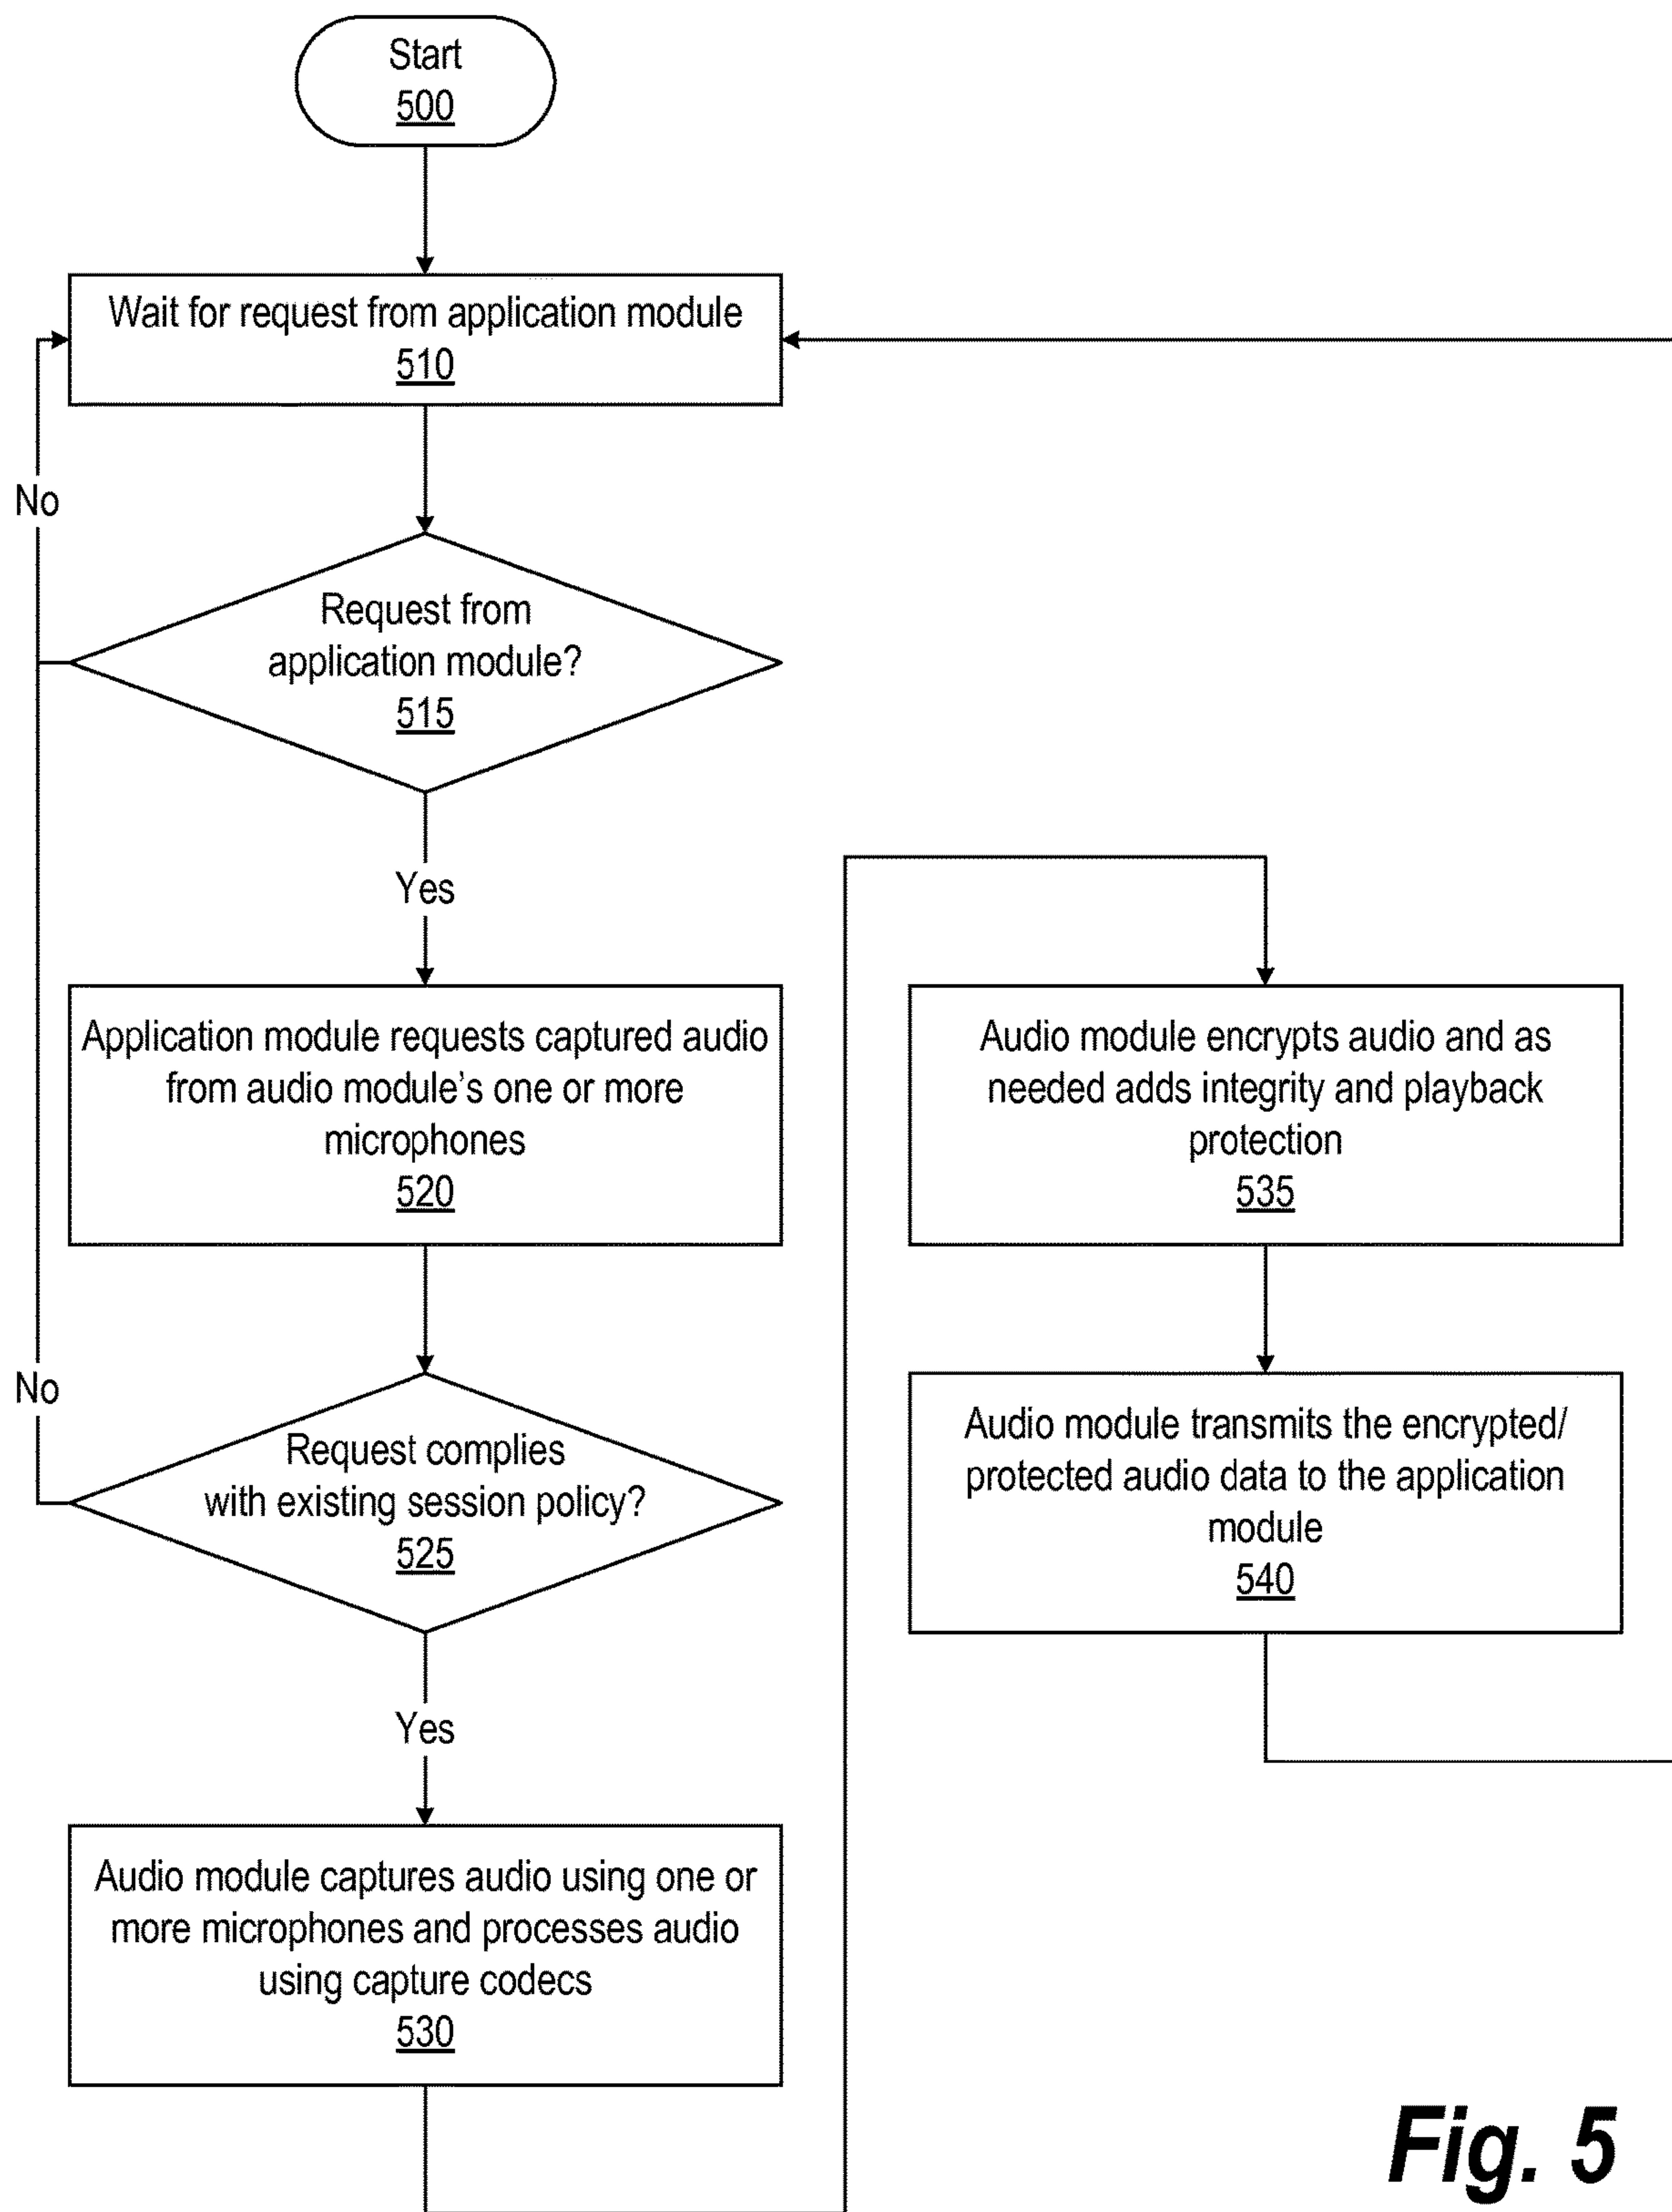 Start
500
Wait for request from application module
510
No
Request from
application module?
515
Yes
Application module requests captured audio
from audio module's one or more
microphones
520
No
Request complies
with existing session policy?
525
Yes
Audio module captures audio using one or
more microphones and processes audio
using capture codecs
530
Audio module encrypts audio and as
needed adds integrity and playback
protection
535
Audio module transmits the encrypted/
protected audio data to the application
module
540
Fig. 5